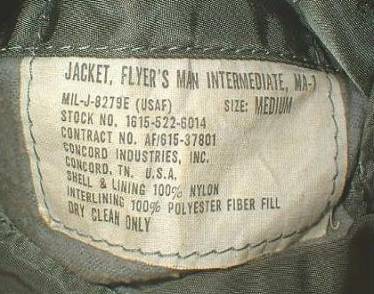 JACKET, FLYER'S MAN INTERMEDIATE, MA-1
MIL-J-8279E (USAF) SIZE: MEDIUM
STOCK NO. 1615-522-6014
CONTRACT NO. AF/615-37801
CONCORD INDUSTRIES, INC.
CONCORD, TN. U.S.A.
SHELL & LINING 100% NYLON
INTERLINING 100% POLYESTER FIBER FILL
DRY CLEAN ONLY